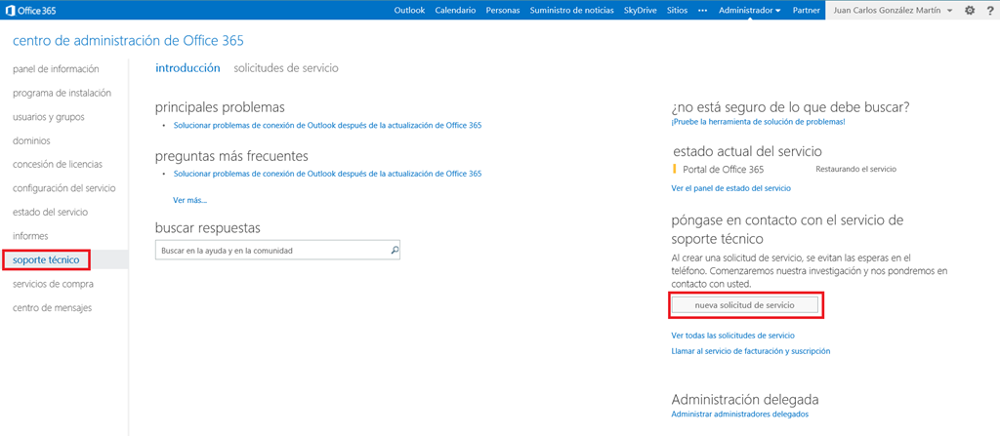 Office 365
Outlook Calendario Personas Suministro de noticias SkyDrive Sitios ••• Administrador Partner Juan Carlos González Martín ?
centro de administración de Office 365
panel de información
programa de instalación
usuarios y grupos
dominios
concesión de licencias
configuración del servicio
estado del servicio
informes
soporte técnico
servicios de compra
centro de mensajes
introducción solicitudes de servicio
principales problemas
• Solucionar problemas de conexión de Outlook después de la actualización de Office 365
preguntas más frecuentes
• Solucionar problemas de conexión de Outlook después de la actualización de Office 365
Ver más...
buscar respuestas
Buscar en la ayuda y en la comunidad
¿no está seguro de lo que debe buscar?
¡Pruebe la herramienta de solución de problemas!
estado actual del servicio
Portal de Office 365 Restaurando el servicio
Ver el panel de estado del servicio
póngase en contacto con el servicio de
soporte técnico
Al crear una solicitud de servicio, se evitan las esperas en el
teléfono. Comenzaremos nuestra investigación y nos pondremos en
contacto con usted.
nueva solicitud de servicio
Ver todas las solicitudes de servicio
Llamar al servicio de facturación y suscripción
Administración delegada
Administrar administradores delegados